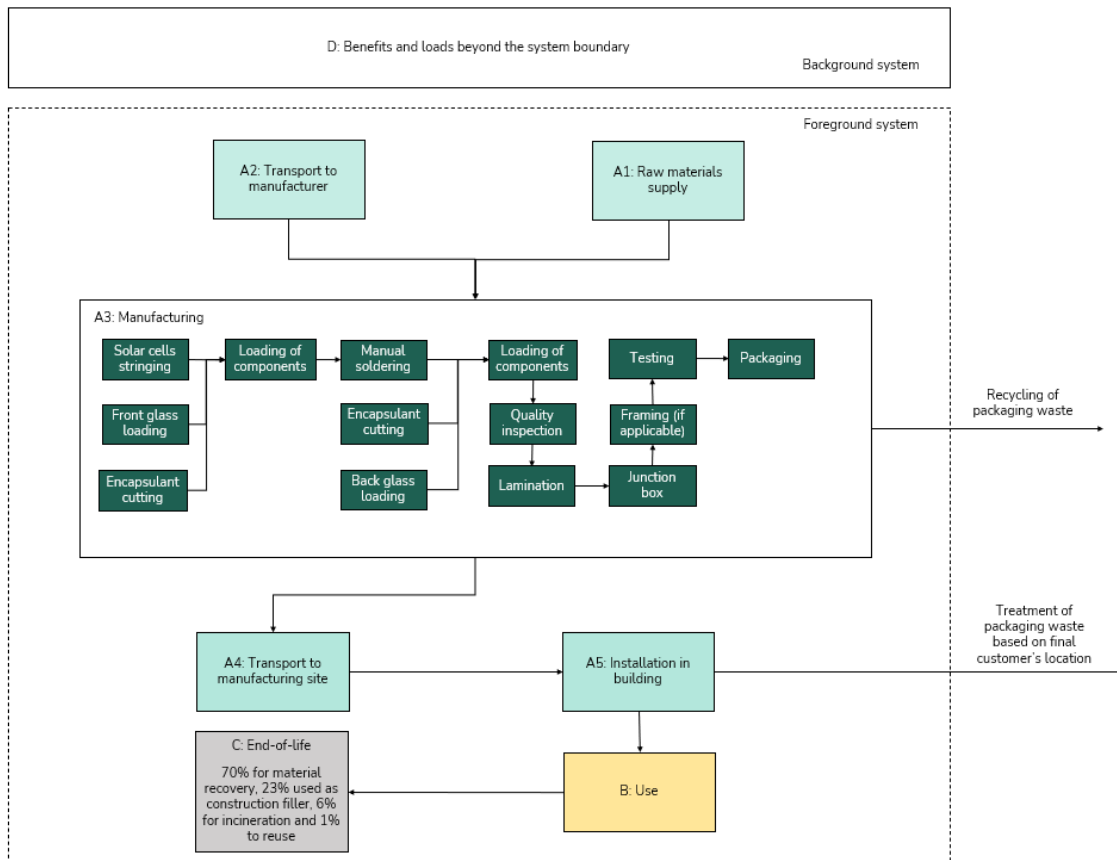 D: Benefits and loads beyond the system boundary
Background system
Foreground system
A2: Transport to
manufacturer
A1: Raw materials
supply
A3: Manufacturing
Solar cells
stringing
Loading of
components
Manual
soldering
Loading of
components
Testing
Packaging
Front glass
loading
Encapsulant
cutting
Quality
inspection
Framing (if
applicable)
Encapsulant
cutting
Back glass
loading
Lamination
Junction
box
Recycling of
packaging waste
Treatment of
packaging waste
based on final
customer's location
A4: Transport to
manufacturing site
A5: Installation in
building
C: End-of-life
70% for material
recovery, 23% used as
construction filler, 6%
for incineration and 1%
to reuse
B: Use